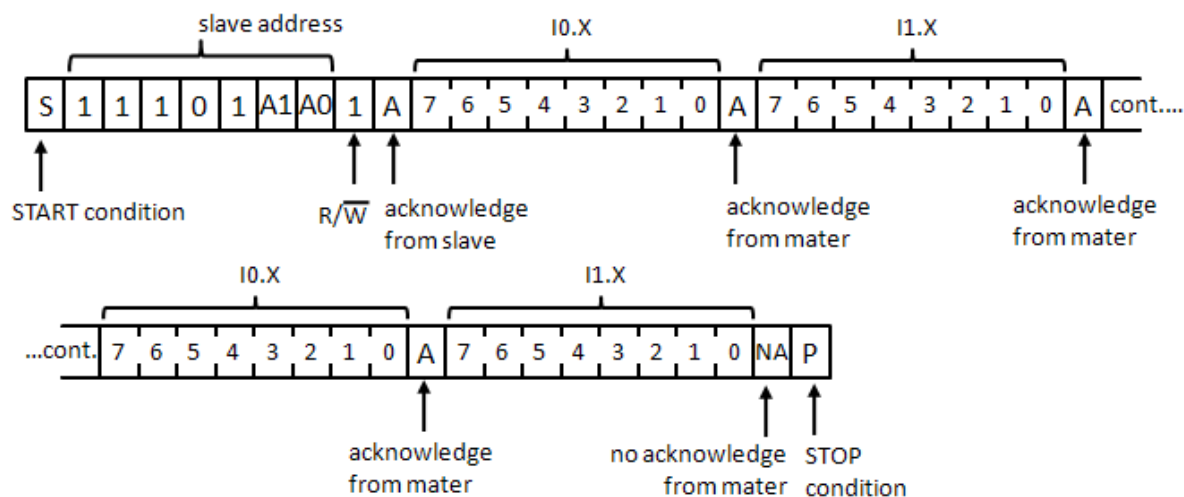 slave address
I0.X
I1.X
S 1 1 1 0 1 A1 A0 1 A 7 6 5 4 3 2 1 0 A 7 6 5 4 3 2 1 0 A cont....
START condition
R/W̅
acknowledge
from slave
acknowledge
from mater
acknowledge
from mater
I0.X
I1.X
...cont. 7 6 5 4 3 2 1 0 A 7 6 5 4 3 2 1 0 NA P
acknowledge
from mater
no acknowledge
from mater
STOP
condition